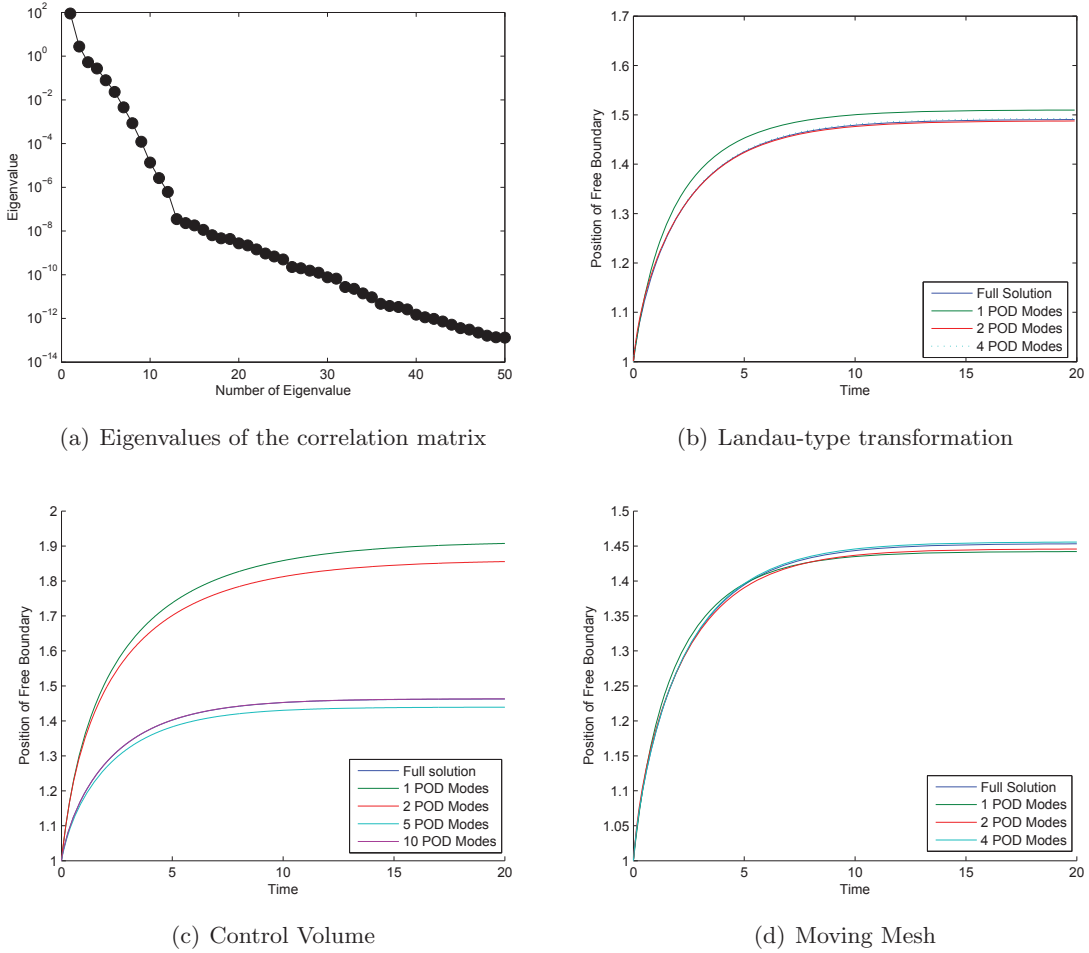 10^2
10^0
10^-2
10^-4
10^-6
10^-8
10^-10
10^-12
10^-14
Eigenvalue
0 10 20 30 40 50
Number of Eigenvalue
(a) Eigenvalues of the correlation matrix
1.7
1.6
1.5
1.4
1.3
1.2
1.1
1
Position of Free Boundary
0 5 10 15 20
Time
Full Solution
1 POD Modes
2 POD Modes
4 POD Modes
(b) Landau-type transformation
2
1.9
1.8
1.7
1.6
1.5
1.4
1.3
1.2
1.1
1
Position of Free Boundary
0 5 10 15 20
Time
Full solution
1 POD Modes
2 POD Modes
5 POD Modes
10 POD Modes
(c) Control Volume
1.5
1.45
1.4
1.35
1.3
1.25
1.2
1.15
1.1
1.05
1
Position of Free Boundary
0 5 10 15 20
Time
Full Solution
1 POD Modes
2 POD Modes
4 POD Modes
(d) Moving Mesh